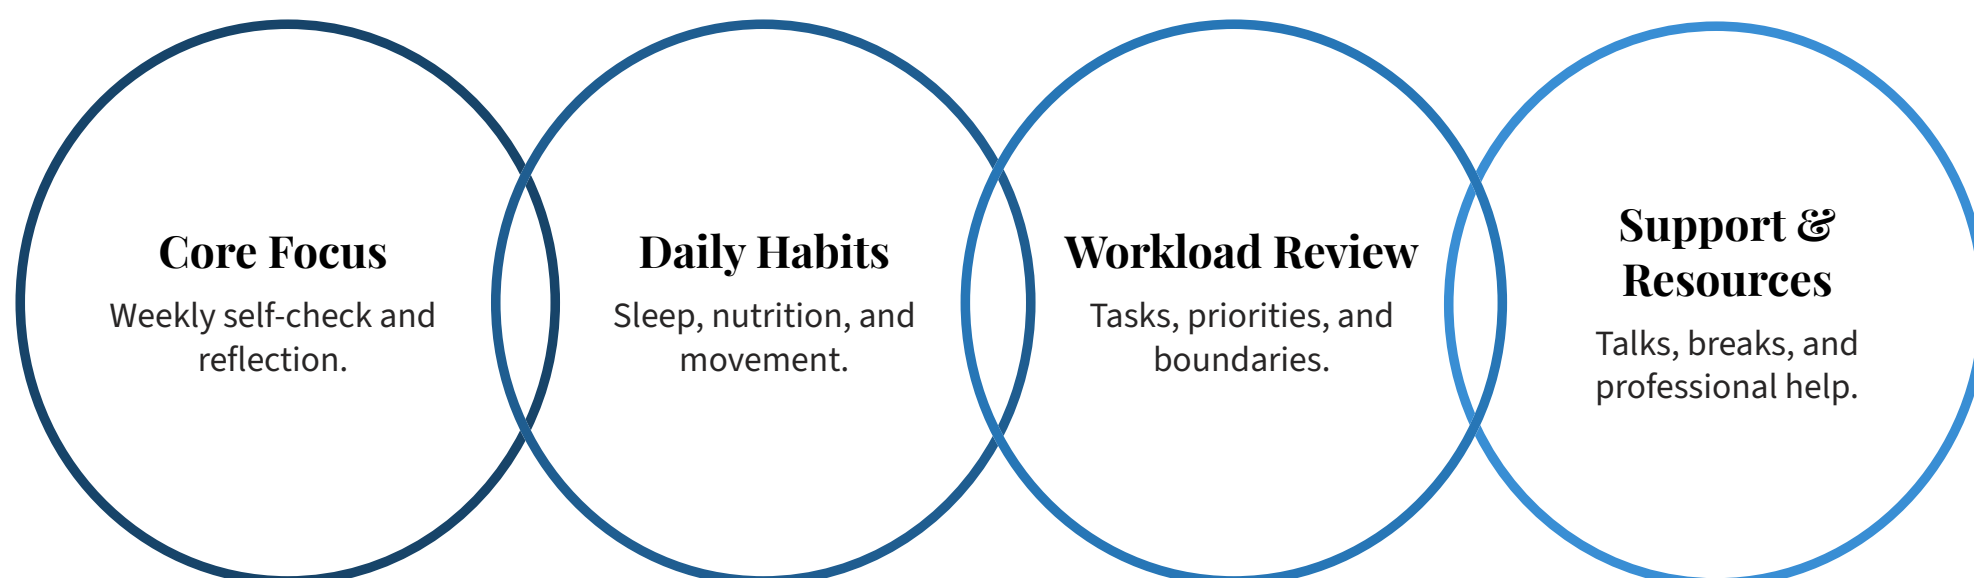 Core Focus
Weekly self-check and
reflection.
Daily Habits
Sleep, nutrition, and
movement.
Workload Review
Tasks, priorities, and
boundaries.
Support &
Resources
Talks, breaks, and
professional help.